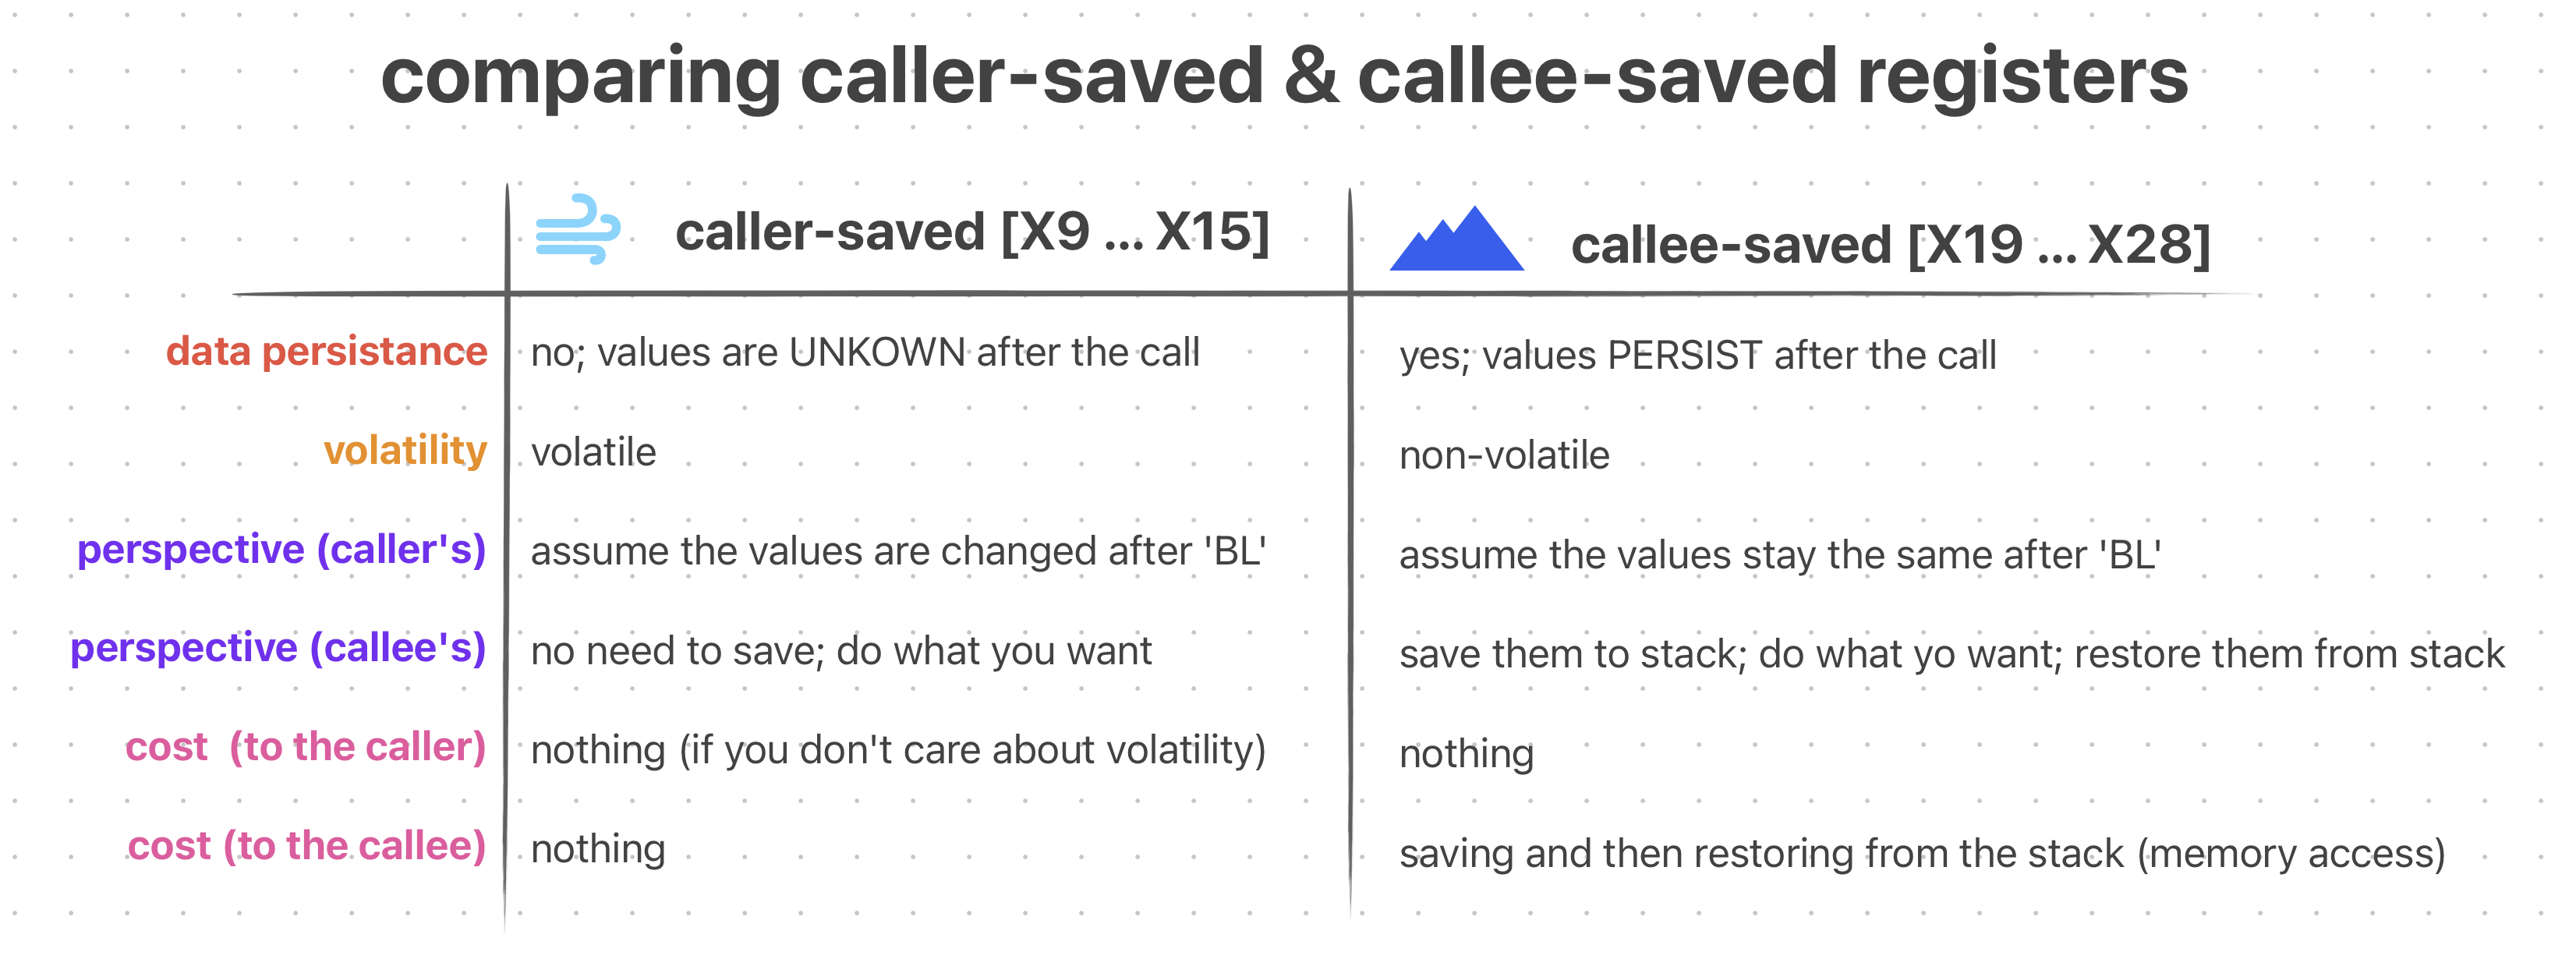 comparing caller-saved & callee-saved registers
caller-saved [X9 ... X15]
callee-saved [X19 ... X28]
data persistance
no; values are UNKOWN after the call
yes; values PERSIST after the call
volatility
volatile
non-volatile
perspective (caller's)
assume the values are changed after 'BL'
assume the values stay the same after 'BL'
perspective (callee's)
no need to save; do what you want
save them to stack; do what yo want; restore them from stack
cost (to the caller)
nothing (if you don't care about volatility)
nothing
cost (to the callee)
nothing
saving and then restoring from the stack (memory access)